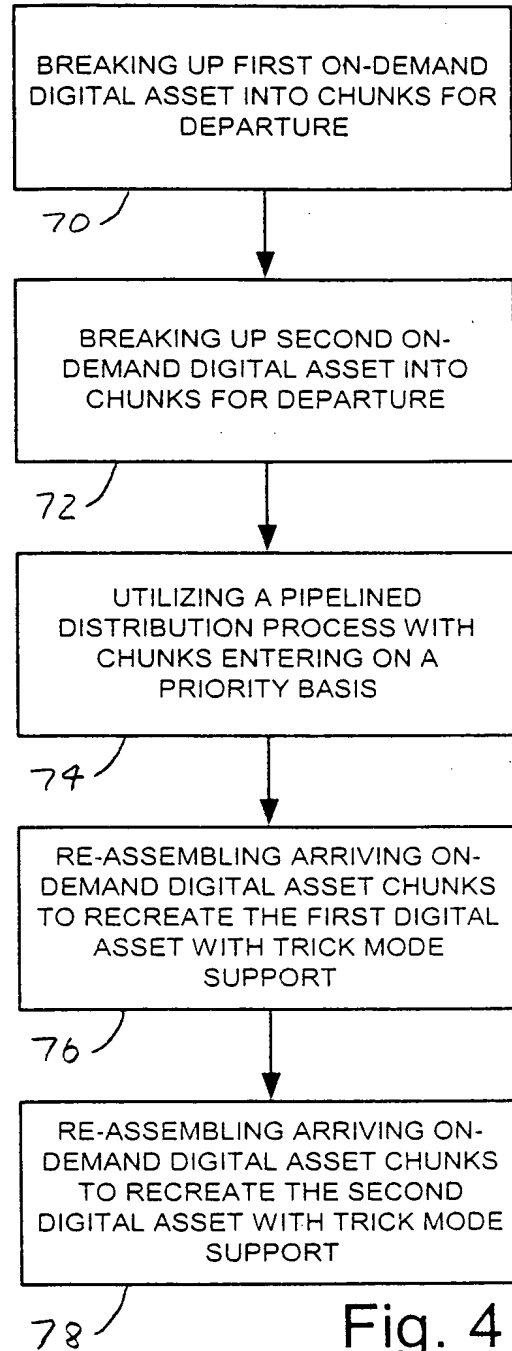 BREAKING UP FIRST ON-DEMAND
DIGITAL ASSET INTO CHUNKS FOR
DEPARTURE
70
BREAKING UP SECOND ON-
DEMAND DIGITAL ASSET INTO
CHUNKS FOR DEPARTURE
72
UTILIZING A PIPELINED
DISTRIBUTION PROCESS WITH
CHUNKS ENTERING ON A
PRIORITY BASIS
74
RE-ASSEMBLING ARRIVING ON-
DEMAND DIGITAL ASSET CHUNKS
TO RECREATE THE FIRST DIGITAL
ASSET WITH TRICK MODE
SUPPORT
76
RE-ASSEMBLING ARRIVING ON-
DEMAND DIGITAL ASSET CHUNKS
TO RECREATE THE SECOND
DIGITAL ASSET WITH TRICK MODE
SUPPORT
78
Fig. 4